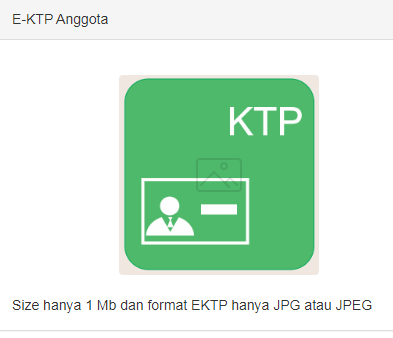 E-KTP Anggota
KTP
Size hanya 1 Mb dan format EKTP hanya JPG atau JPEG